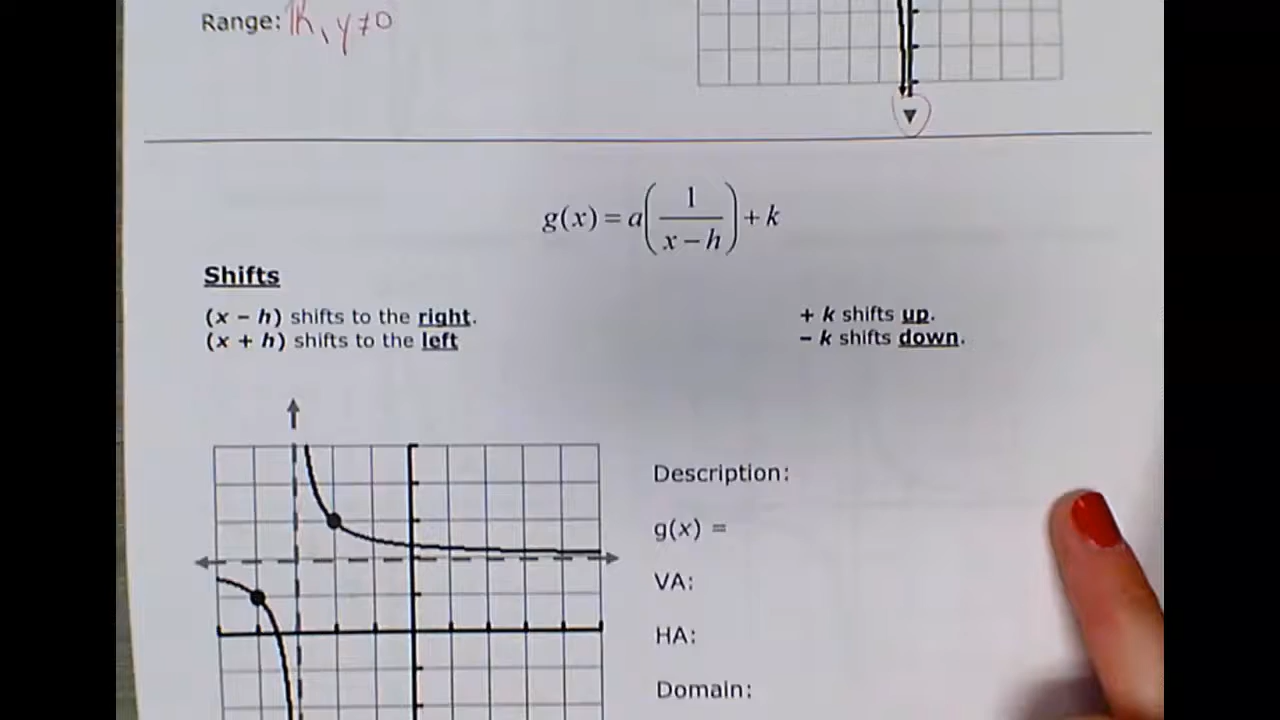 Range: ℝ, y≠0
g(x) = a(1/(x − h)) + k
Shifts
(x − h) shifts to the right.
(x + h) shifts to the left
+ k shifts up.
− k shifts down.
Description:
g(x) =
VA:
HA:
Domain: